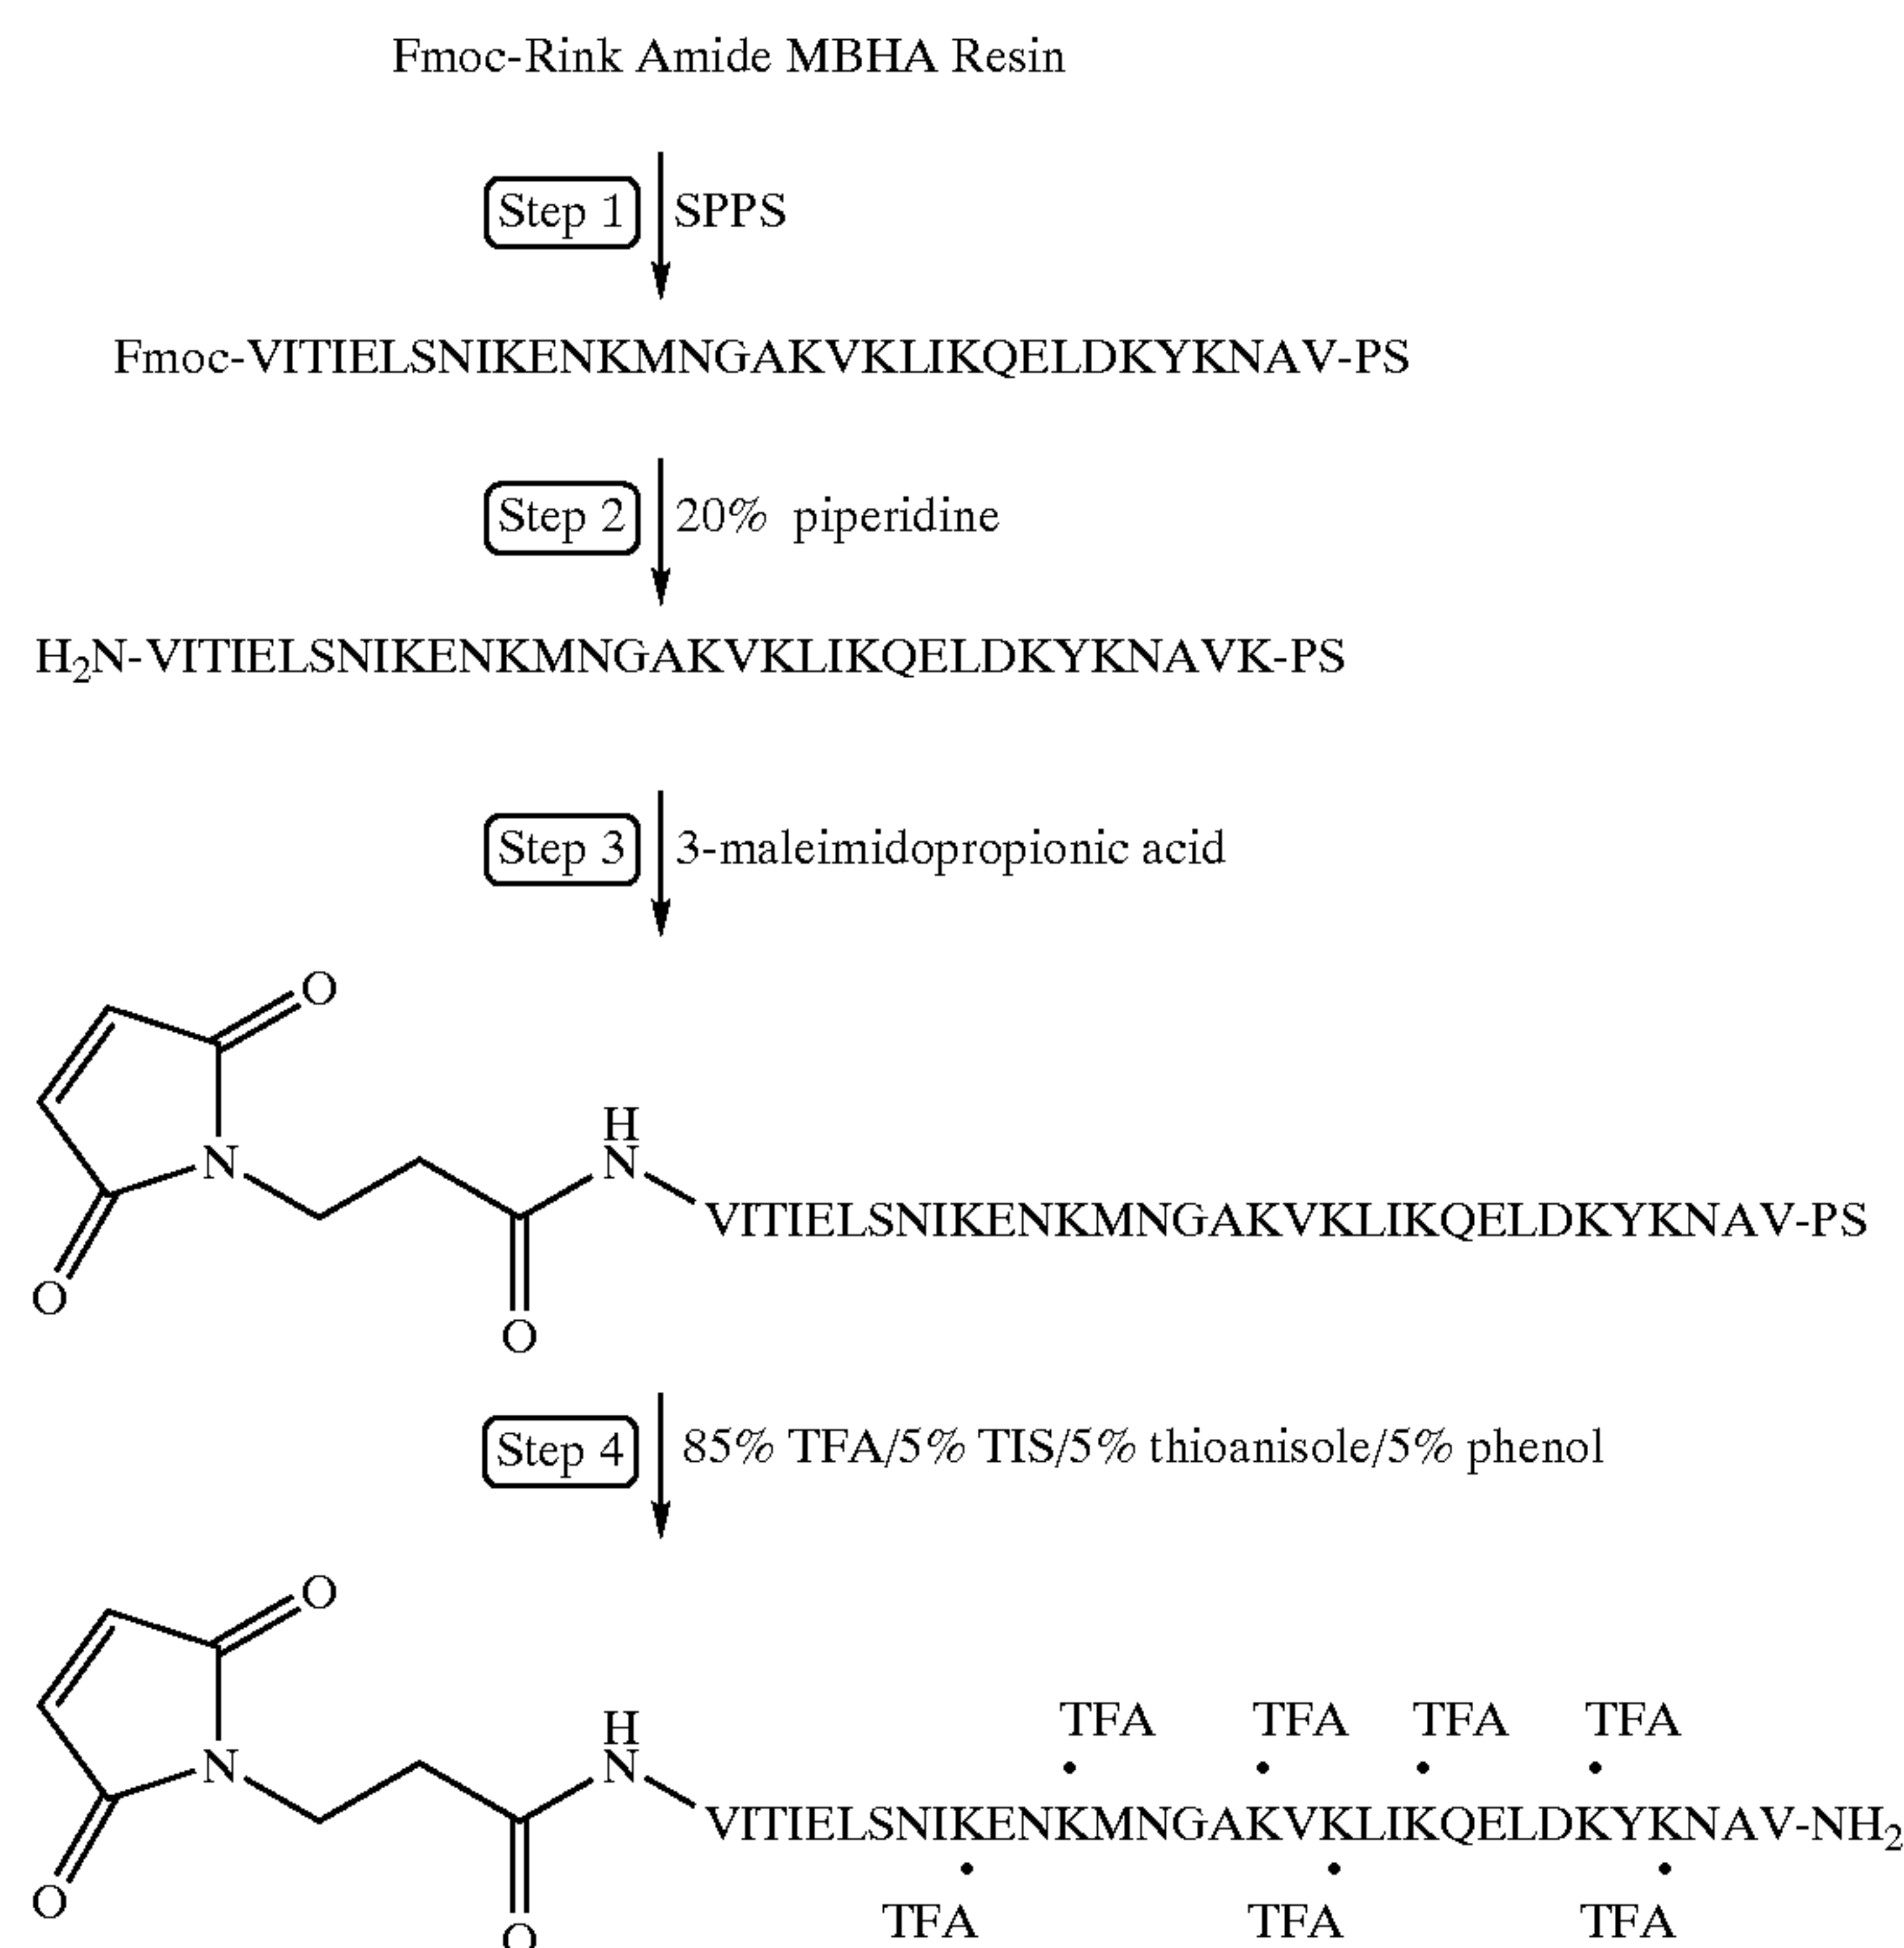 Fmoc-Rink Amide MBHA Resin
Step 1 SPPS
Fmoc-VITIELSNIKENKMNGAKVKLIKQELDKYKNAV-PS
Step 2 20% piperidine
H2N-VITIELSNIKENKMNGAKVKLIKQELDKYKNAVK-PS
Step 3 3-maleimidopropionic acid
O
H
N
N
VITIELSNIKENKMNGAKVKLIKQELDKYKNAV-PS
O
O
Step 4 85% TFA/5% TIS/5% thioanisole/5% phenol
O
TFA TFA TFA TFA
H
N
N
VITIELSNIKENKMNGAKVKLIKQELDKYKNAV-NH2
O
TFA TFA TFA
O